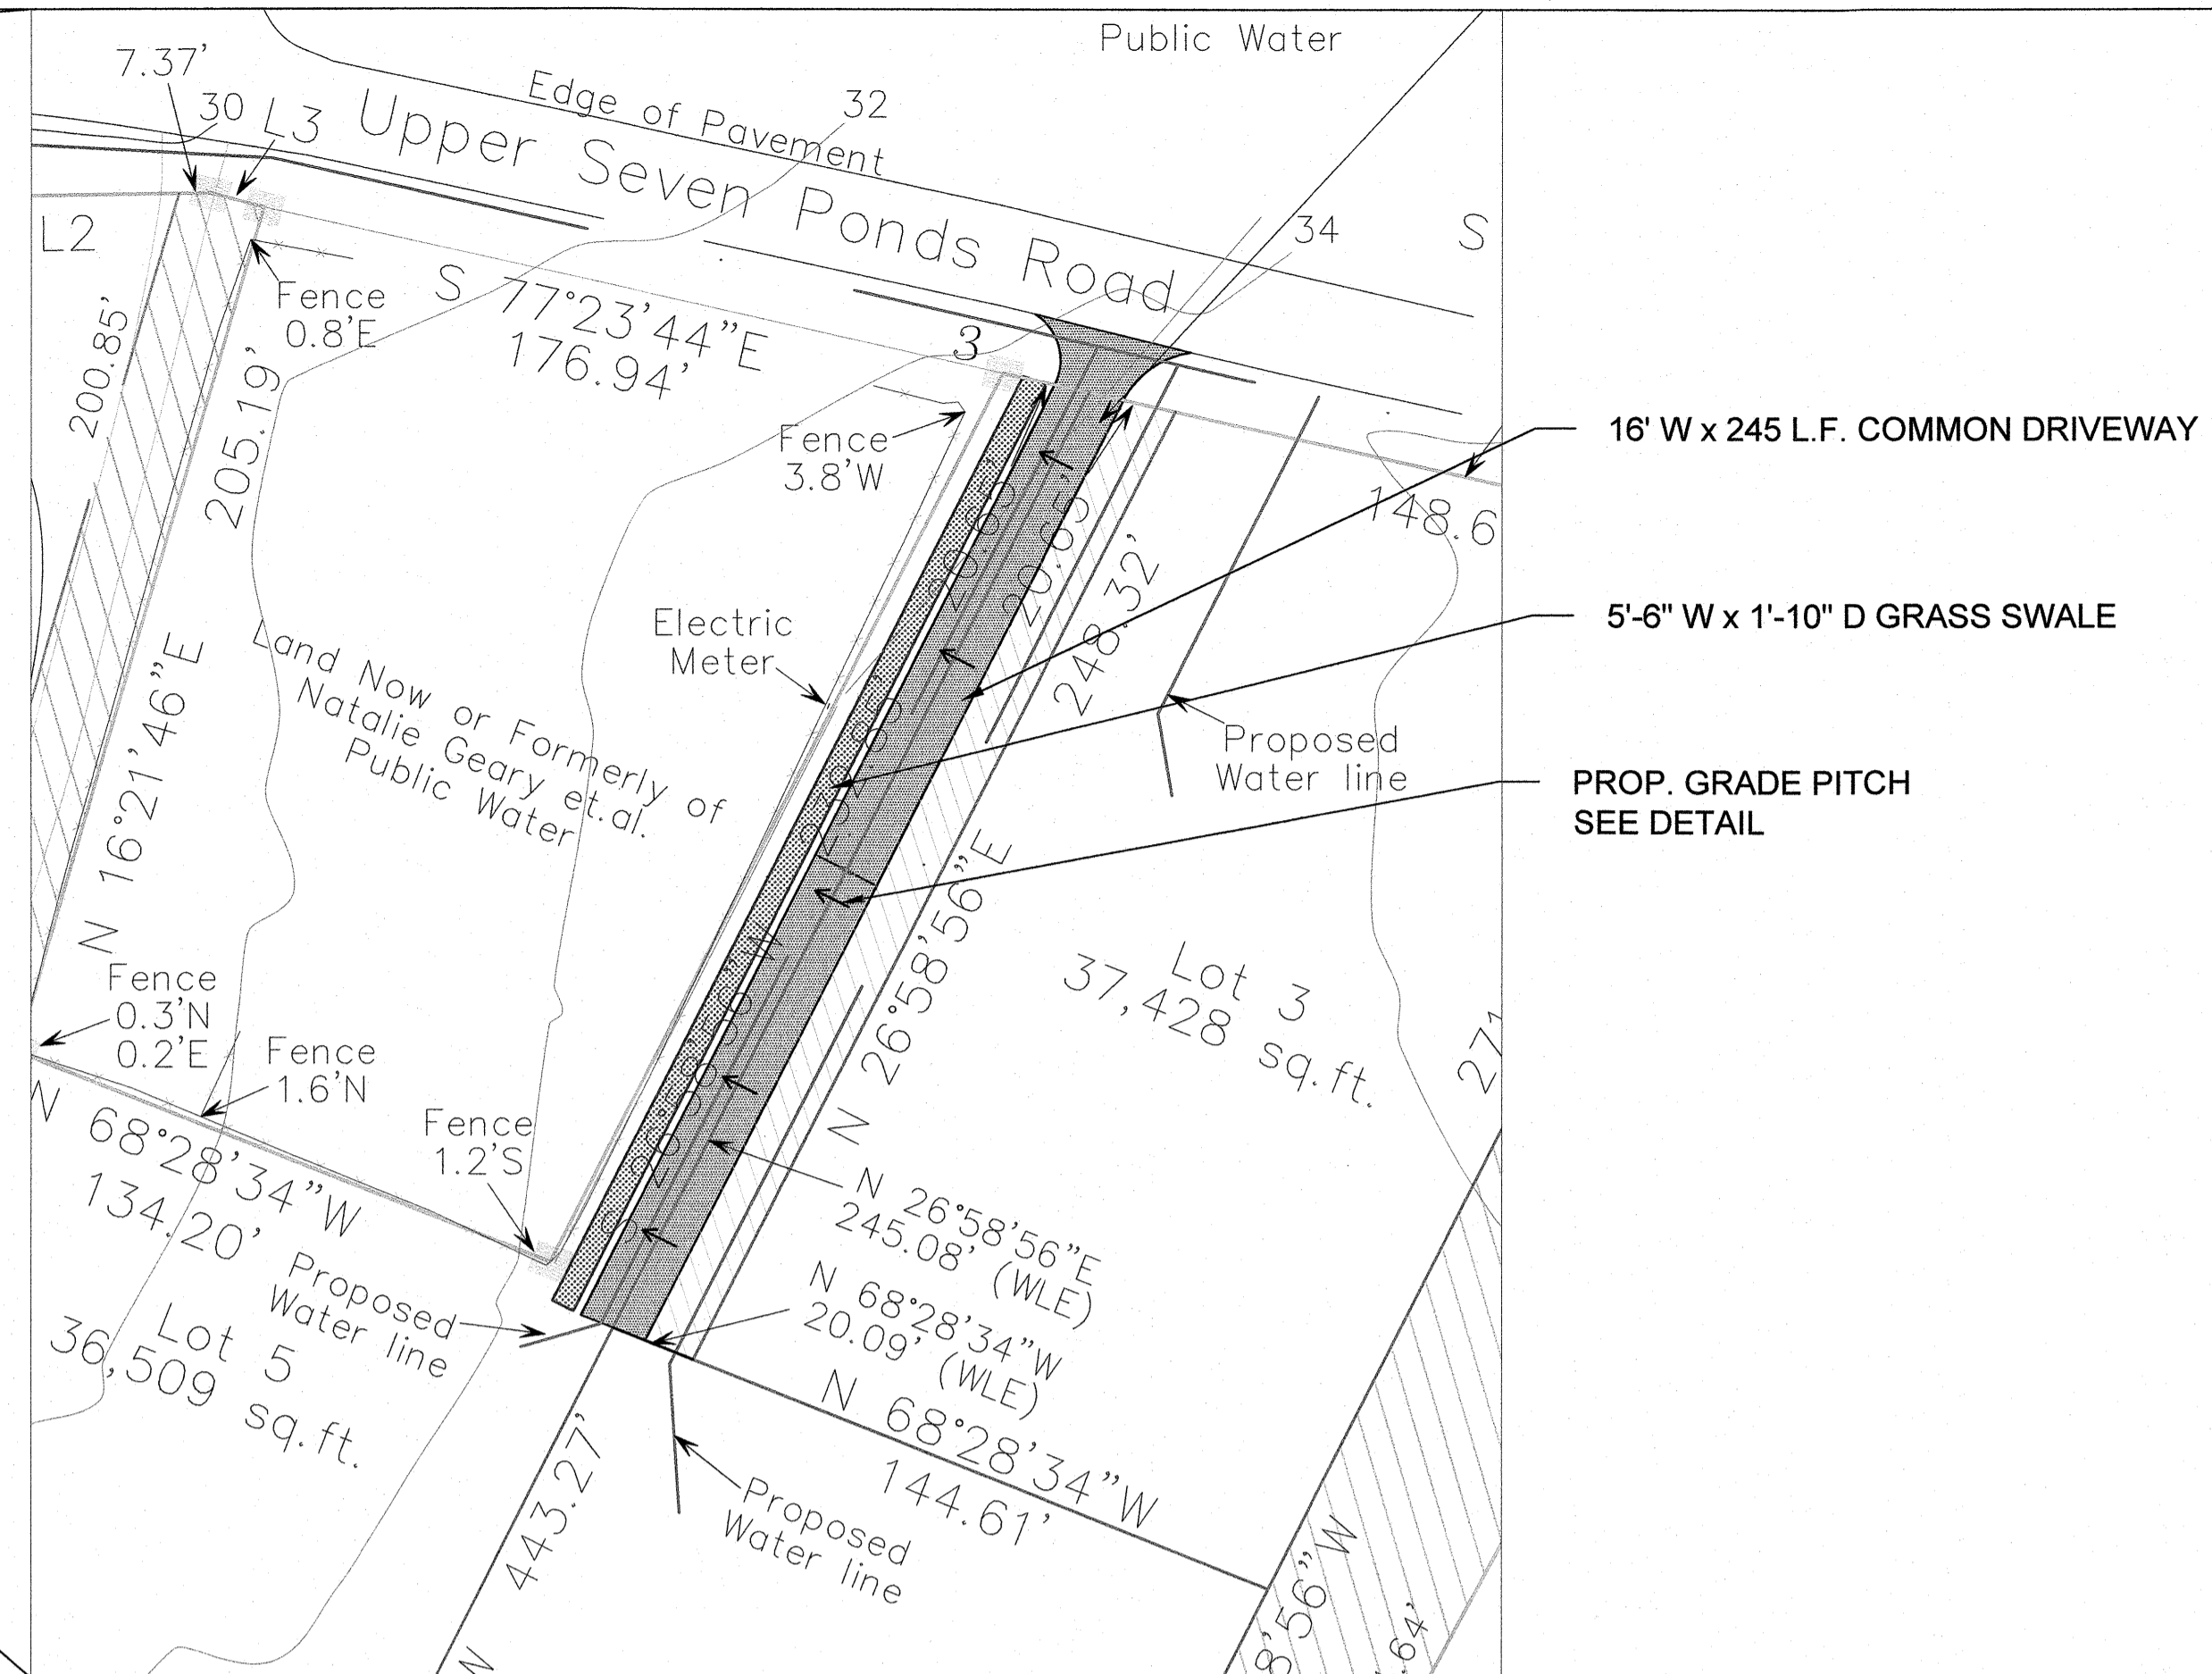 Public Water
7.37'
30
L3
Edge of Pavement
32
Upper Seven Ponds Road
34
S
L2
Fence
0.8'E
S 77°23'44"E
176.94'
3
200.85'
205.19'
Fence
3.8'W
16' W x 245 L.F. COMMON DRIVEWAY
148.6
20.65'
248.32'
5'-6" W x 1'-10" D GRASS SWALE
Electric
Meter
Land Now or Formerly of
Natalie Geary et.al.
Public Water
Proposed
Water line
PROP. GRADE PITCH
SEE DETAIL
N 16°21'46"E
N 26°58'56"E
Lot 3
37,428 sq.ft.
271
Fence
0.3'N
0.2'E
Fence
1.6'N
Fence
1.2'S
N 68°28'34"W
134.20'
N 26°58'56"E
245.08' (WLE)
N 68°28'34"W
20.09' (WLE)
Proposed
Water line
Lot 5
36,509 sq.ft.
N 68°28'34"W
144.61'
443.27'
Proposed
Water line
8'56"W
.64'
W